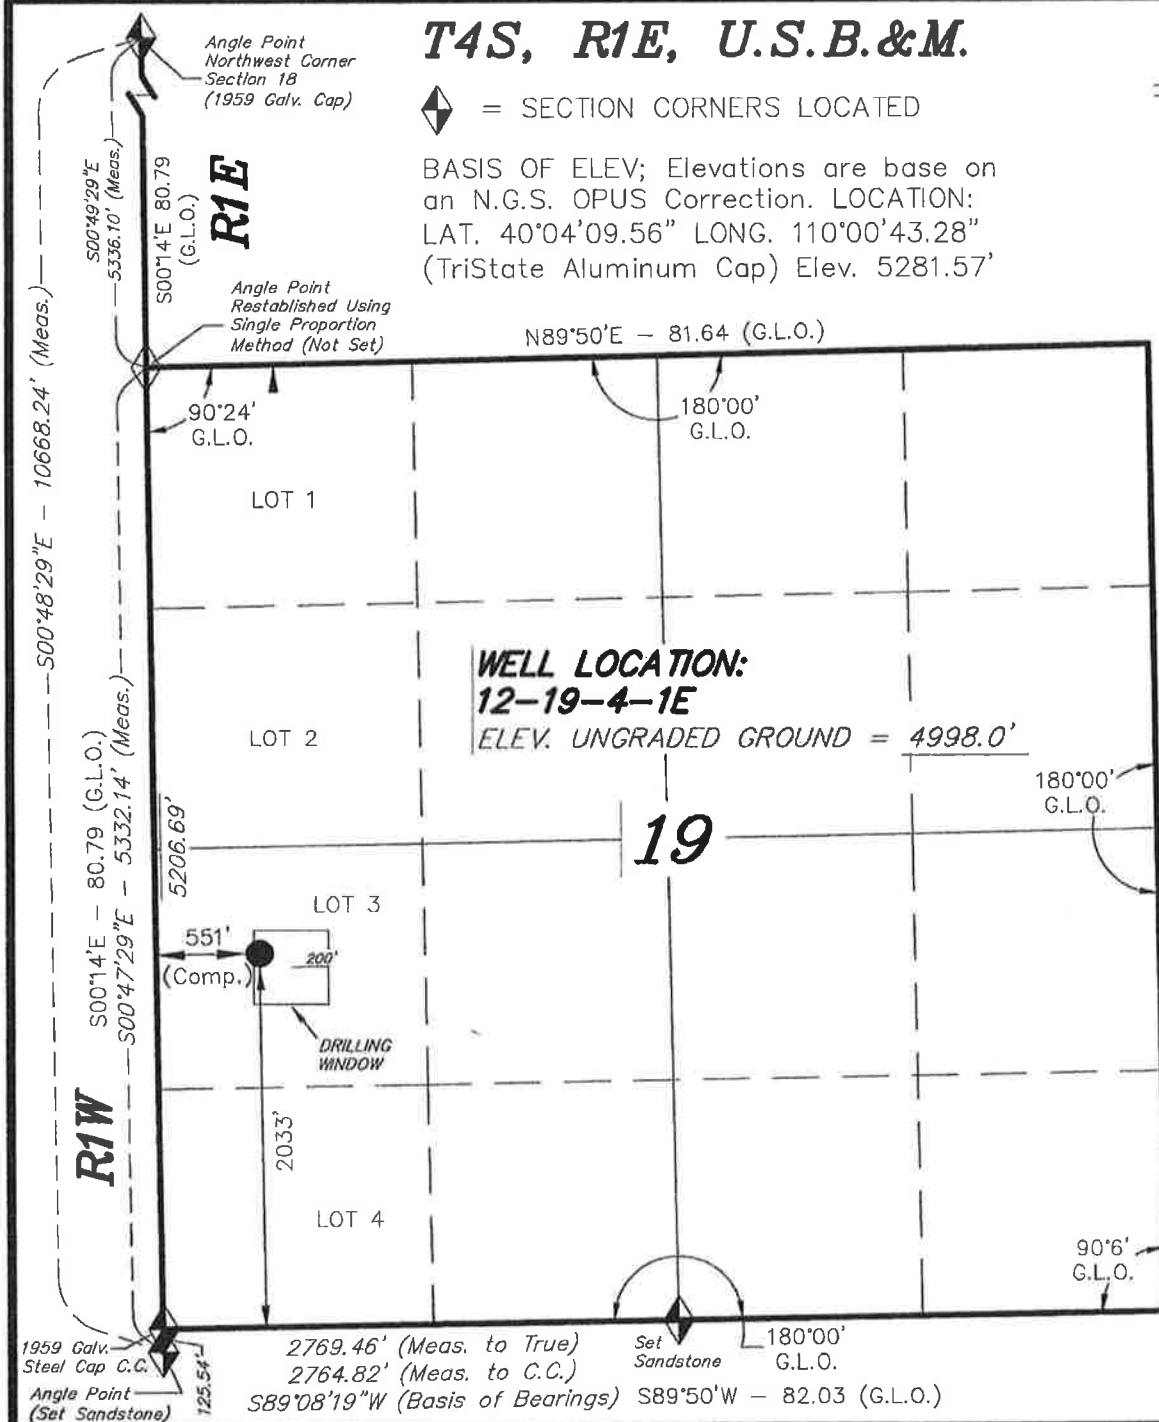 T4S, R1E, U.S.B.&M.
= SECTION CORNERS LOCATED
BASIS OF ELEV; Elevations are base on
an N.G.S. OPUS Correction. LOCATION:
LAT. 40°04'09.56" LONG. 110°00'43.28"
(TriState Aluminum Cap) Elev. 5281.57'
Angle Point
Northwest Corner
Section 18
(1959 Galv. Cap)
S00°49'29"E
5336.10' (Meas.)
S00°14'E 80.79
(G.L.O.)
R1E
Angle Point
Restablished Using
Single Proportion
Method (Not Set)
N89°50'E - 81.64 (G.L.O.)
S00°48'29"E - 10668.24' (Meas.)
90°24'
G.L.O.
180°00'
G.L.O.
LOT 1
WELL LOCATION:
12-19-4-1E
ELEV. UNGRADED GROUND = 4998.0'
LOT 2
180°00'
G.L.O.
S00°14'E - 80.79 (G.L.O.)
S00°47'29"E - 5332.14' (Meas.)
5206.69'
19
LOT 3
551'
(Comp.)
200'
DRILLING
WINDOW
R1W
2033'
LOT 4
90°6'
G.L.O.
1959 Galv.
Steel Cap C.C.
Angle Point
(Set Sandstone)
125.54'
2769.46' (Meas. to True)
2764.82' (Meas. to C.C.)
S89°08'19"W (Basis of Bearings) S89°50'W - 82.03 (G.L.O.)
Set
Sandstone
180°00'
G.L.O.